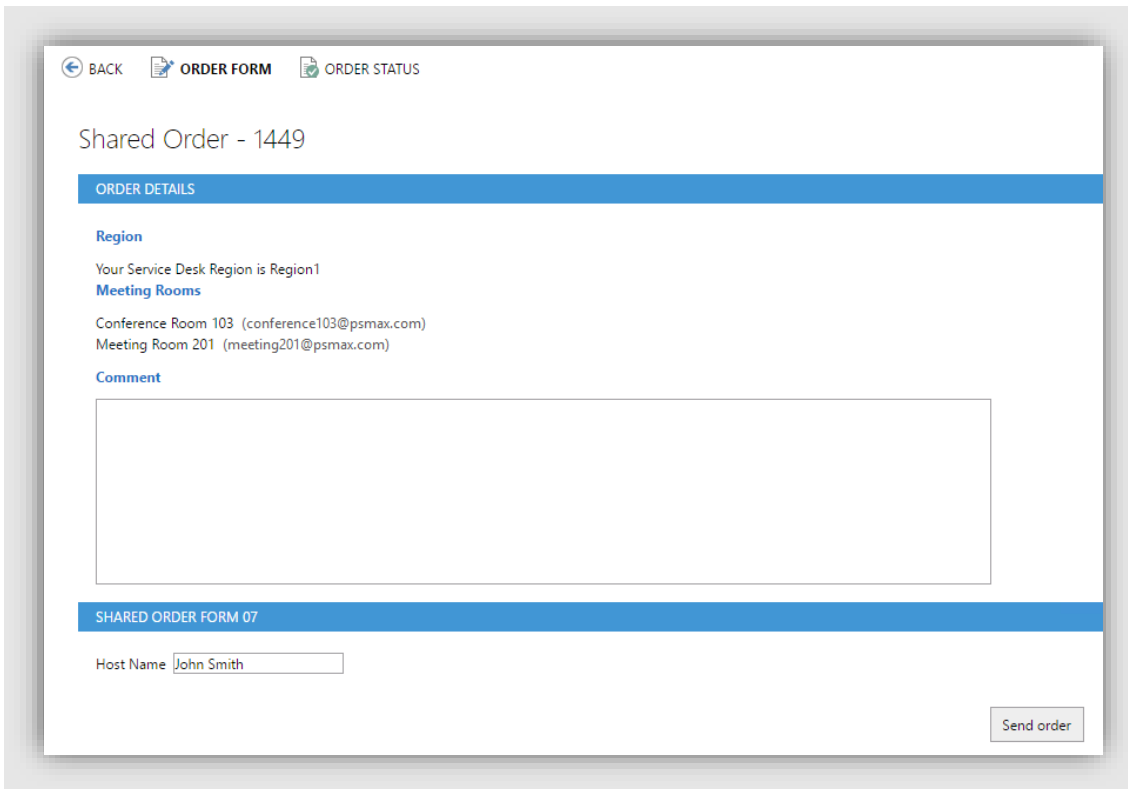 BACK ORDER FORM ORDER STATUS
Shared Order - 1449
ORDER DETAILS
Region
Your Service Desk Region is Region1
Meeting Rooms
Conference Room 103 (conference103@psmax.com)
Meeting Room 201 (meeting201@psmax.com)
Comment
SHARED ORDER FORM 07
Host Name John Smith
Send order